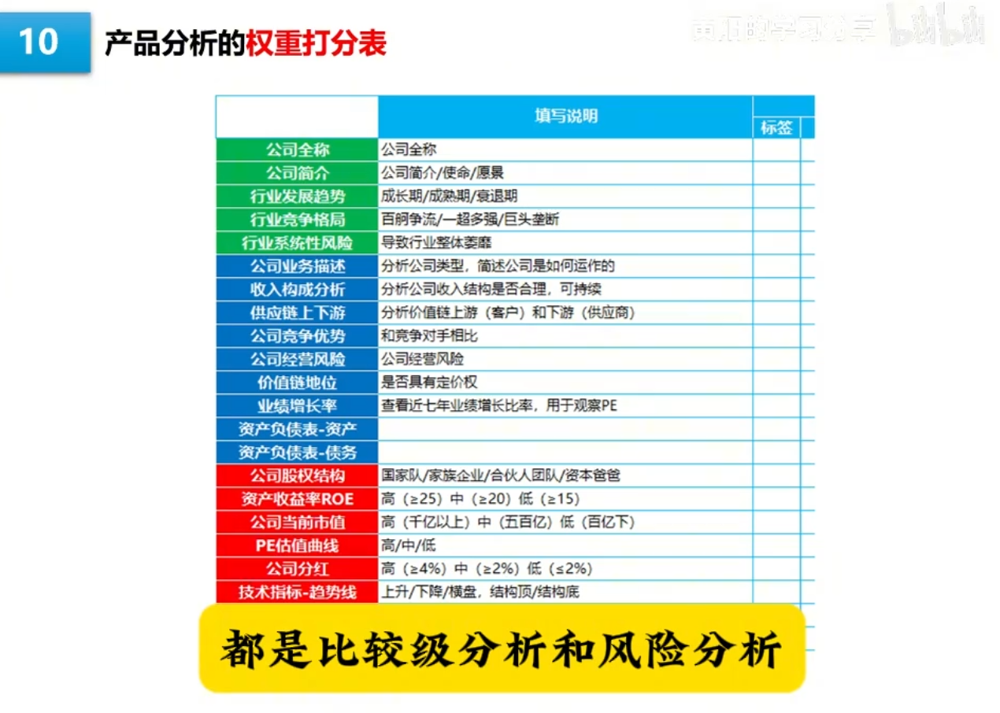 10
产品分析的权重打分表
的学习分享 bilibili
填写说明
标签
公司全称 公司全称
公司简介 公司简介/使命/愿景
行业发展趋势 成长期/成熟期/衰退期
行业竞争格局 百舸争流/一超多强/巨头垄断
行业系统性风险 导致行业整体萎靡
公司业务描述 分析公司类型，简述公司是如何运作的
收入构成分析 分析公司收入结构是否合理，可持续
供应链上下游 分析价值链上游（客户）和下游（供应商）
公司竞争优势 和竞争对手相比
公司经营风险 公司经营风险
价值链地位 是否具有定价权
业绩增长率 查看近七年业绩增长比率，用于观察PE
资产负债表-资产
资产负债表-债务
公司股权结构 国家队/家族企业/合伙人团队/资本爸爸
资产收益率ROE 高（≥25）中（≥20）低（≥15）
公司当前市值 高（千亿以上）中（五百亿）低（百亿下）
PE估值曲线 高/中/低
公司分红 高（≥4%）中（≥2%）低（≤2%）
技术指标-趋势线 上升/下降/横盘，结构顶/结构底
都是比较级分析和风险分析